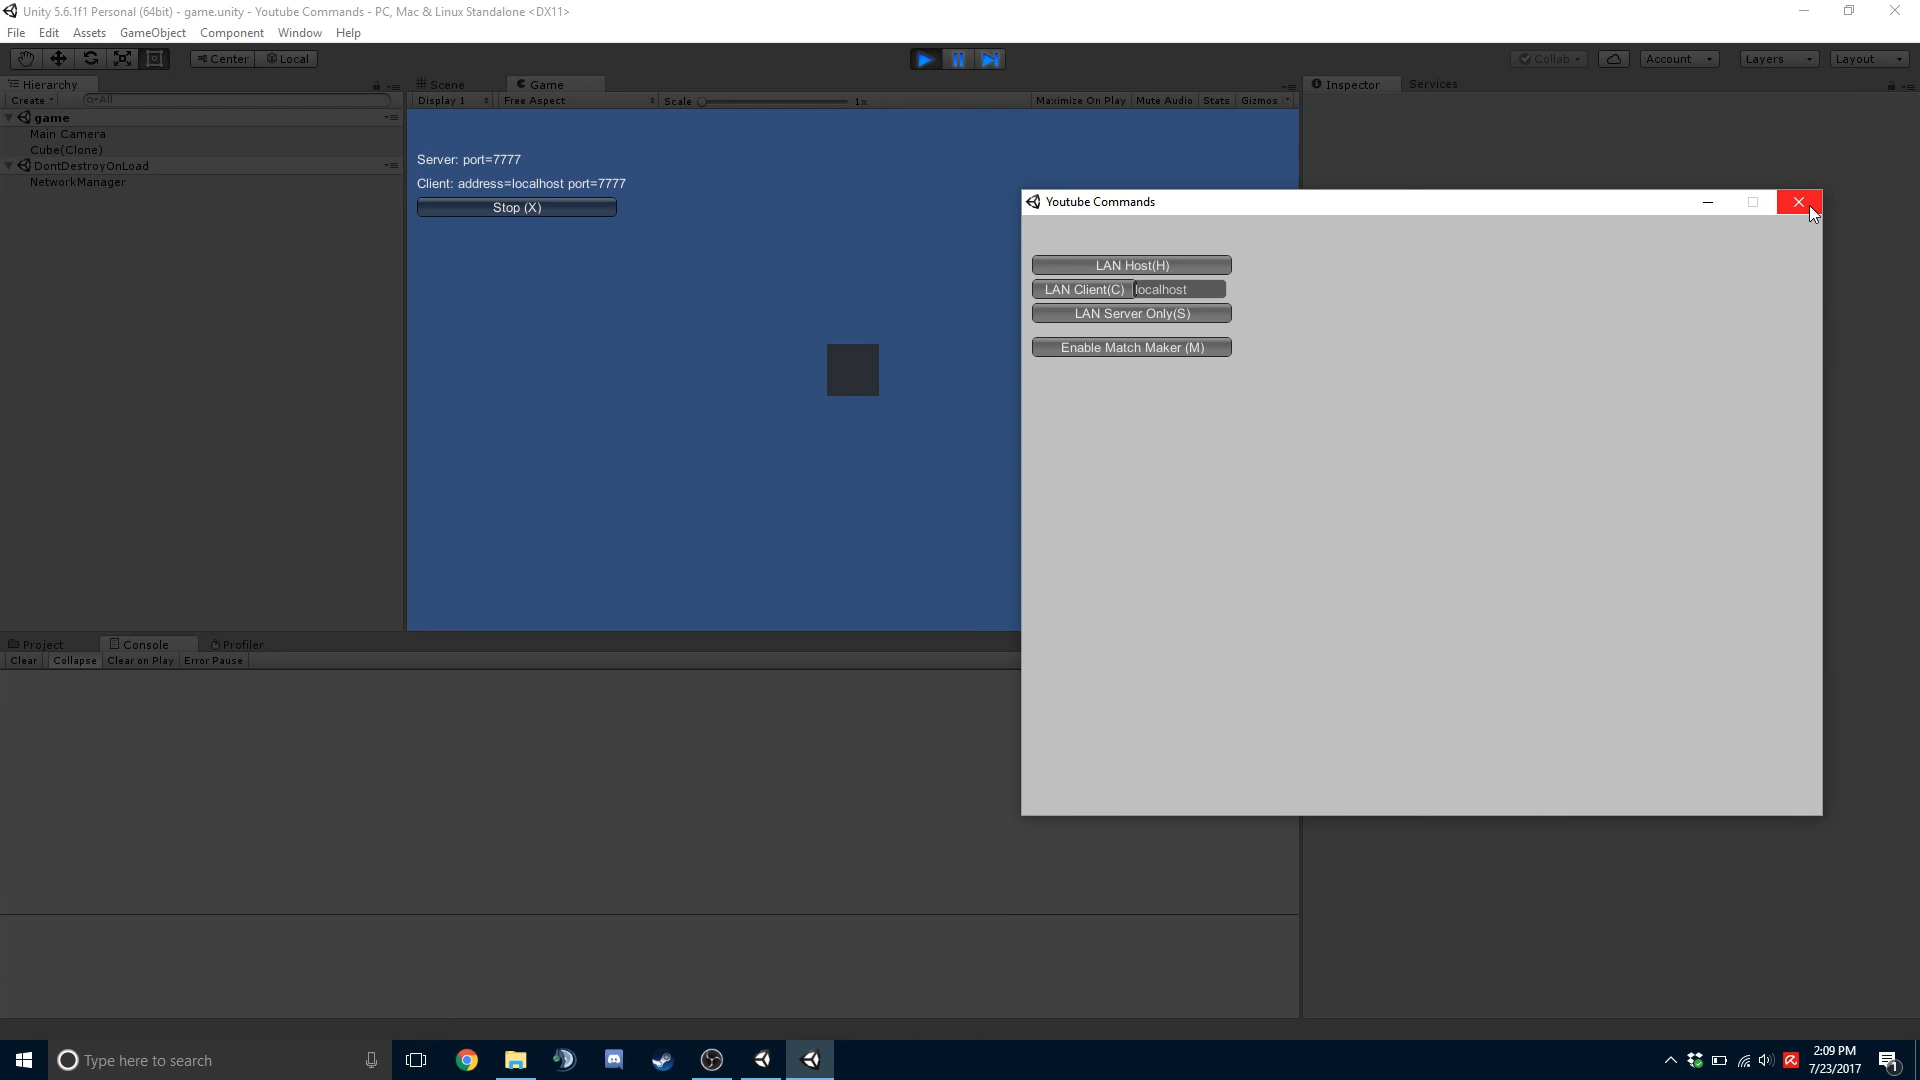 Unity 5.6.1f1 Personal (64bit) - game.unity - Youtube Commands - PC, Mac & Linux Standalone <DX11>
File Edit Assets GameObject Component Window Help
Center Local Collab Account Layers Layout
Hierarchy Scene Game Inspector Services
Create All Display 1 Free Aspect Scale 1x Maximize On Play Mute Audio Stats Gizmos
game
Main Camera
Cube(Clone)
DontDestroyOnLoad
NetworkManager
Server: port=7777
Client: address=localhost port=7777
Stop (X)
Youtube Commands
LAN Host(H)
LAN Client(C) localhost
LAN Server Only(S)
Enable Match Maker (M)
Project Console Profiler
Clear Collapse Clear on Play Error Pause
Type here to search
2:09 PM
7/23/2017
1